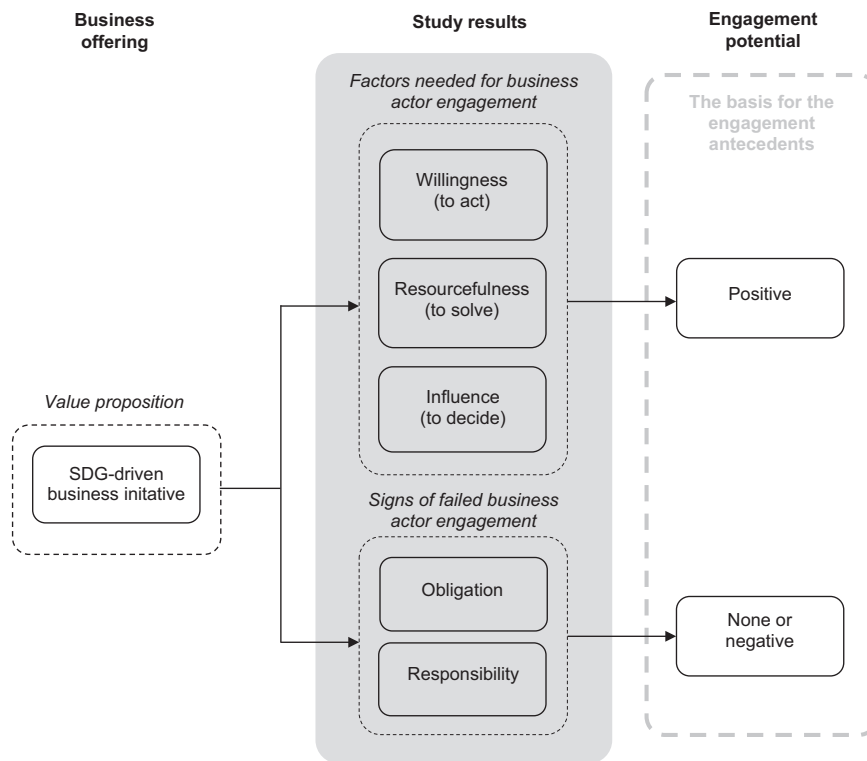 Business
offering
Study results
Engagement
potential
Factors needed for business
actor engagement
The basis for the
engagement
antecedents
Willingness
(to act)
Resourcefulness
(to solve)
Positive
Influence
(to decide)
Value proposition
SDG-driven
business initative
Signs of failed business
actor engagement
Obligation
None or
negative
Responsibility